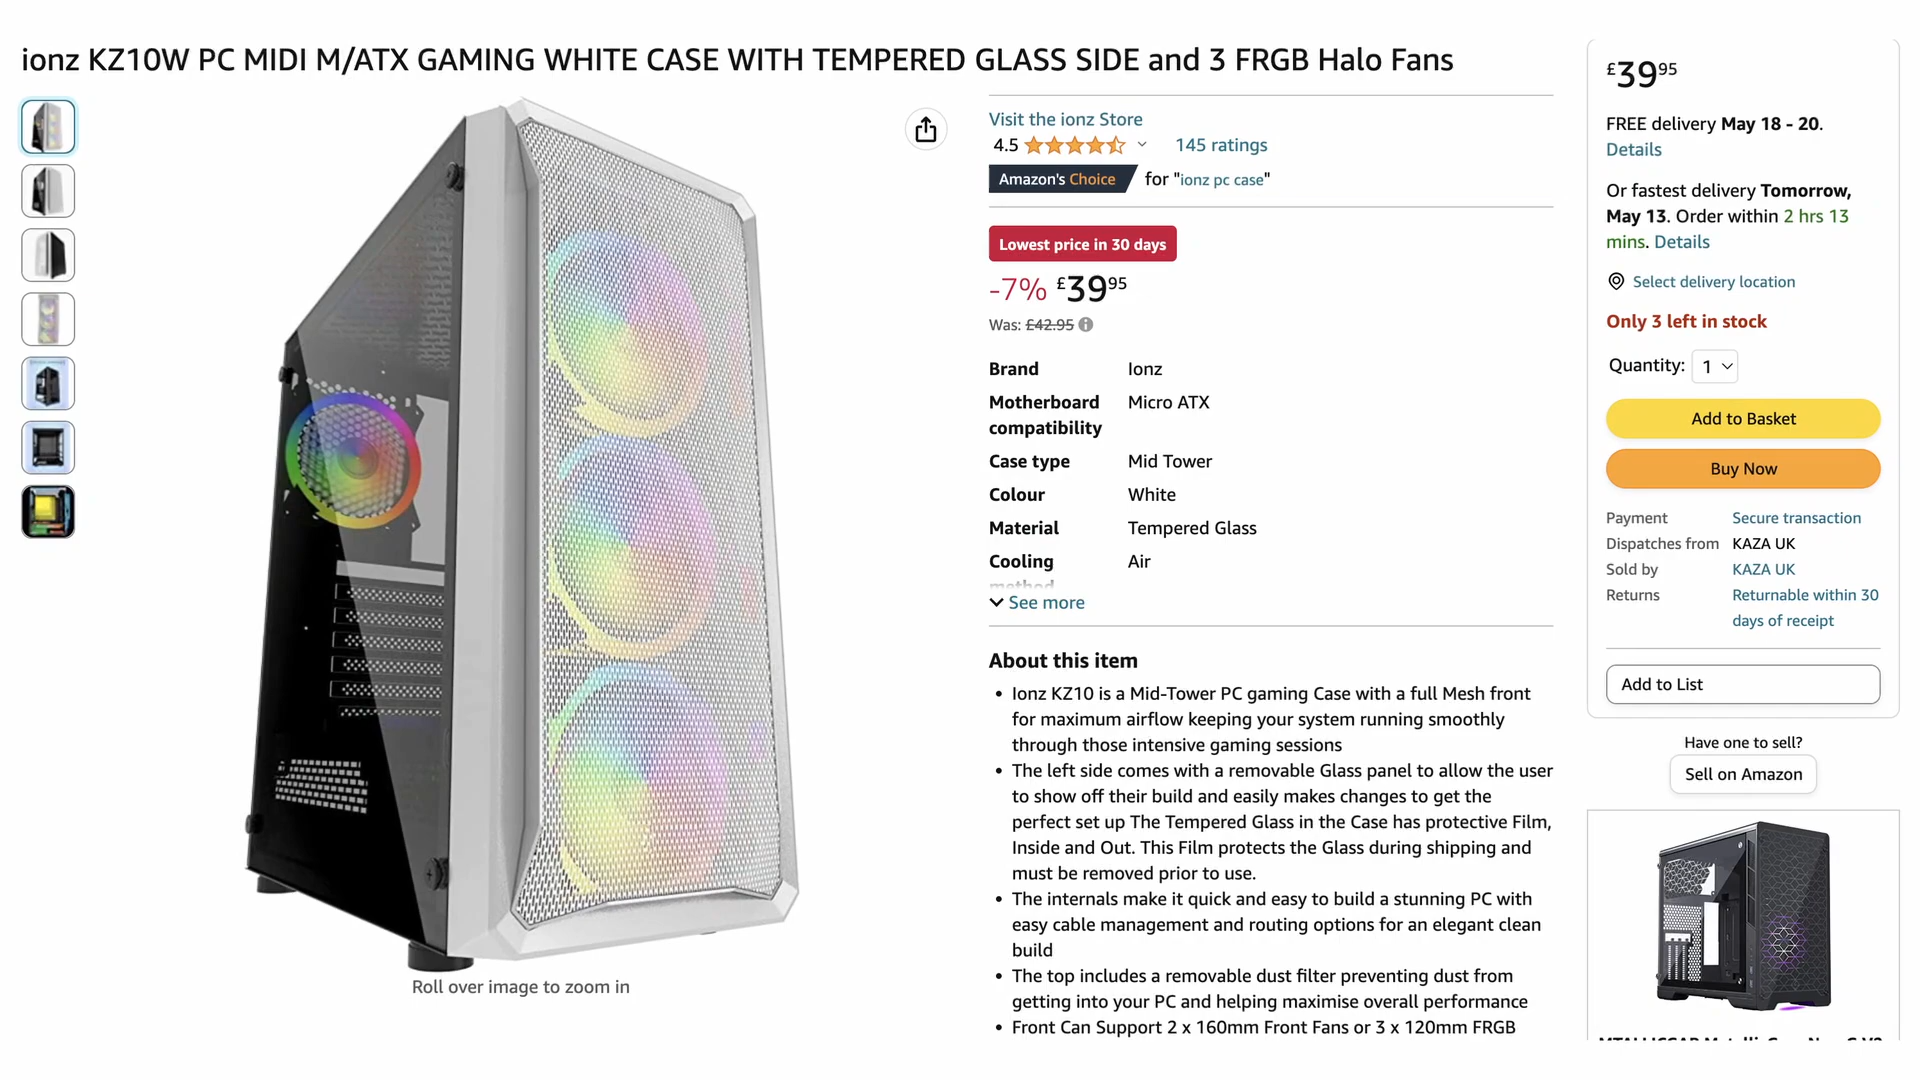 ionz KZ10W PC MIDI M/ATX GAMING WHITE CASE WITH TEMPERED GLASS SIDE and 3 FRGB Halo Fans
Roll over image to zoom in
Visit the ionz Store
4.5 145 ratings
Amazon's Choice for "ionz pc case"
Lowest price in 30 days
-7% £39.95
Was: £42.95
Brand Ionz
Motherboard compatibility Micro ATX
Case type Mid Tower
Colour White
Material Tempered Glass
Cooling method Air
See more
About this item
• Ionz KZ10 is a Mid-Tower PC gaming Case with a full Mesh front
for maximum airflow keeping your system running smoothly
through those intensive gaming sessions
• The left side comes with a removable Glass panel to allow the user
to show off their build and easily makes changes to get the
perfect set up The Tempered Glass in the Case has protective Film,
Inside and Out. This Film protects the Glass during shipping and
must be removed prior to use.
• The internals make it quick and easy to build a stunning PC with
easy cable management and routing options for an elegant clean
build
• The top includes a removable dust filter preventing dust from
getting into your PC and helping maximise overall performance
• Front Can Support 2 x 160mm Front Fans or 3 x 120mm FRGB
£39.95
FREE delivery May 18 - 20.
Details
Or fastest delivery Tomorrow,
May 13. Order within 2 hrs 13
mins. Details
Select delivery location
Only 3 left in stock
Quantity: 1
Add to Basket
Buy Now
Payment Secure transaction
Dispatches from KAZA UK
Sold by KAZA UK
Returns Returnable within 30
days of receipt
Add to List
Have one to sell?
Sell on Amazon